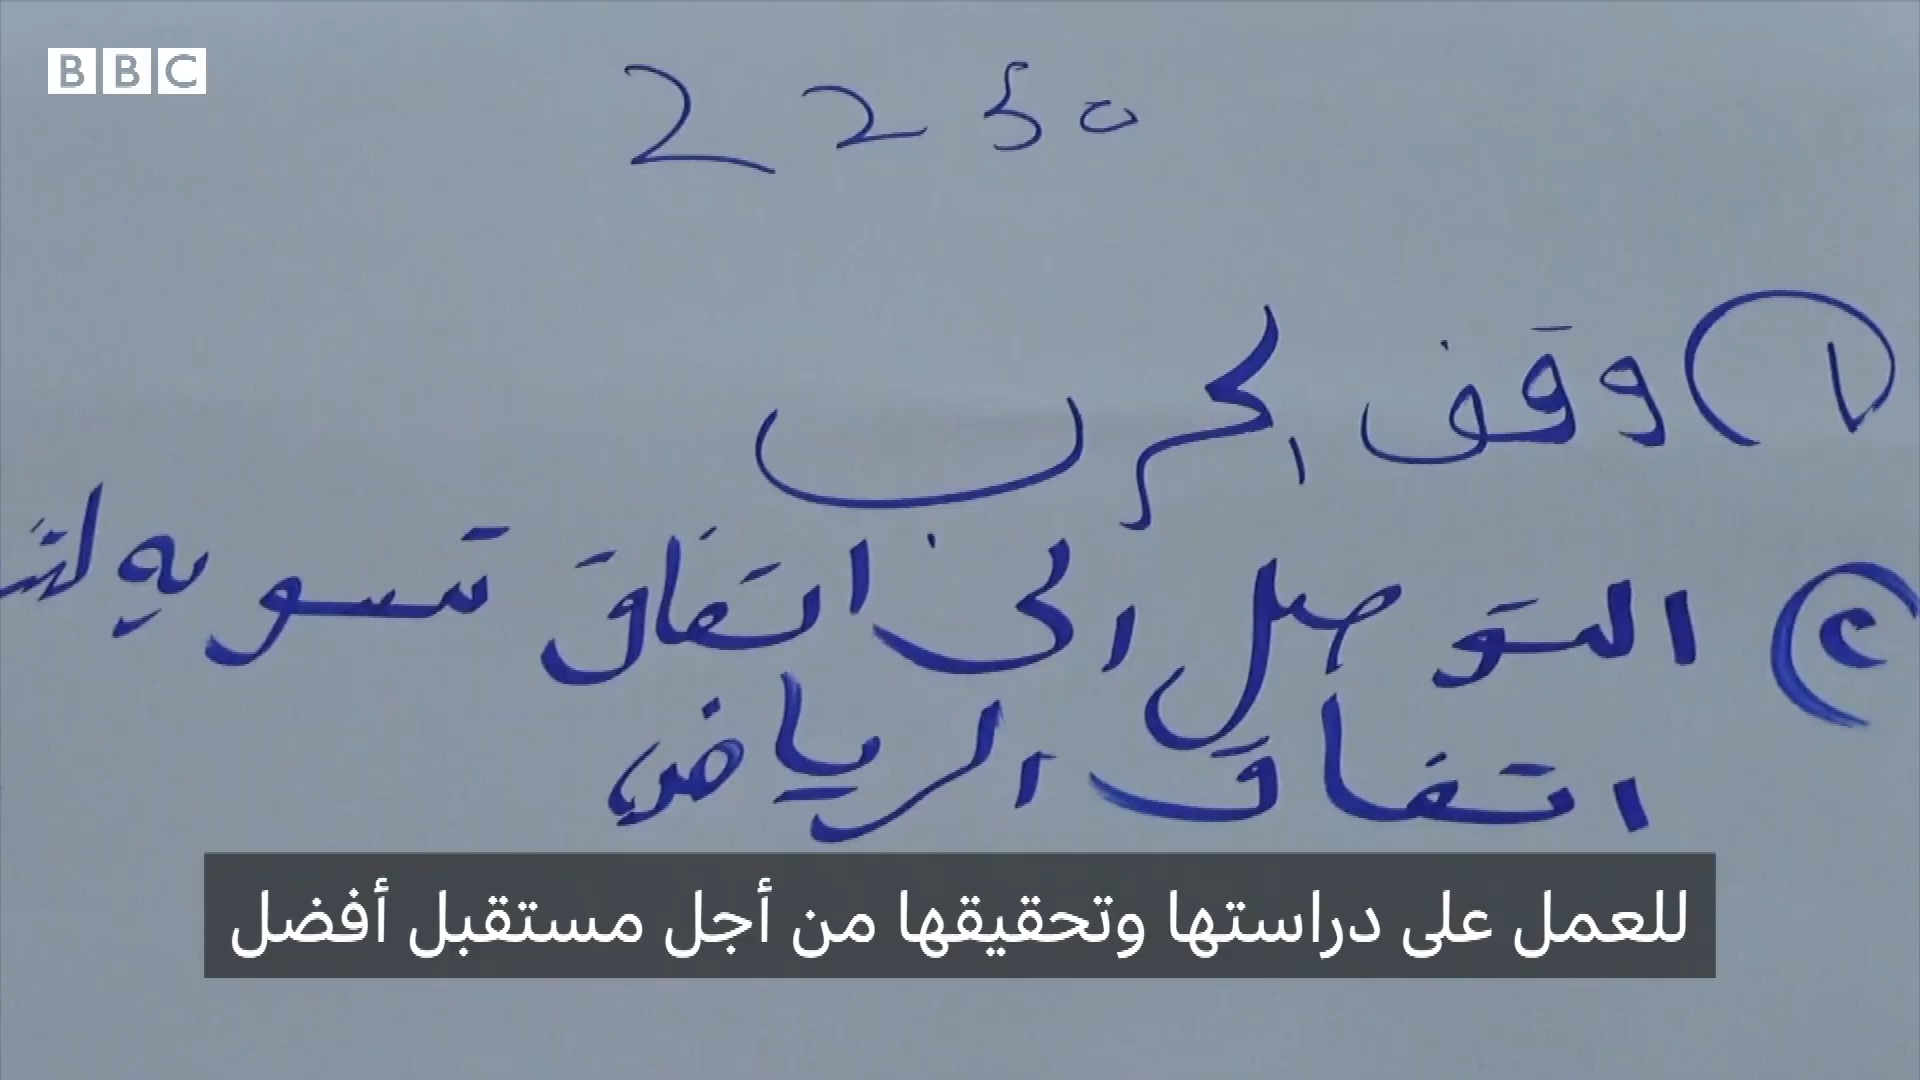 BBC
2250
١) وقف الحرب
٢) التوصل الى اتفاق تسويه
اتفاق الرياض
للعمل على دراستها وتحقيقها من أجل مستقبل أفضل